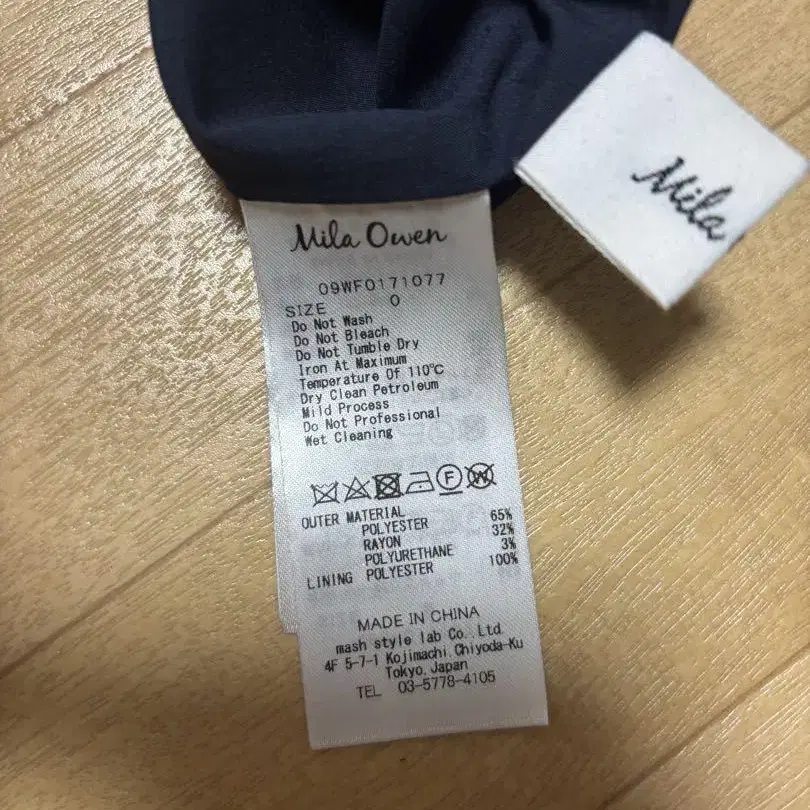 Mila Owen
09WF0171077
SIZE 0
Do Not Wash
Do Not Bleach
Do Not Tumble Dry
Iron At Maximum
Temperature Of 110℃
Dry Clean Petroleum
Mild Process
Do Not Professional
Wet Cleaning
F W
OUTER MATERIAL
POLYESTER 65%
RAYON 32%
POLYURETHANE 3%
LINING POLYESTER 100%
MADE IN CHINA
mash style lab Co., Ltd.
4F 5-7-1 Kojimachi, Chiyoda-Ku
Tokyo, Japan
TEL 03-5778-4105
Mila